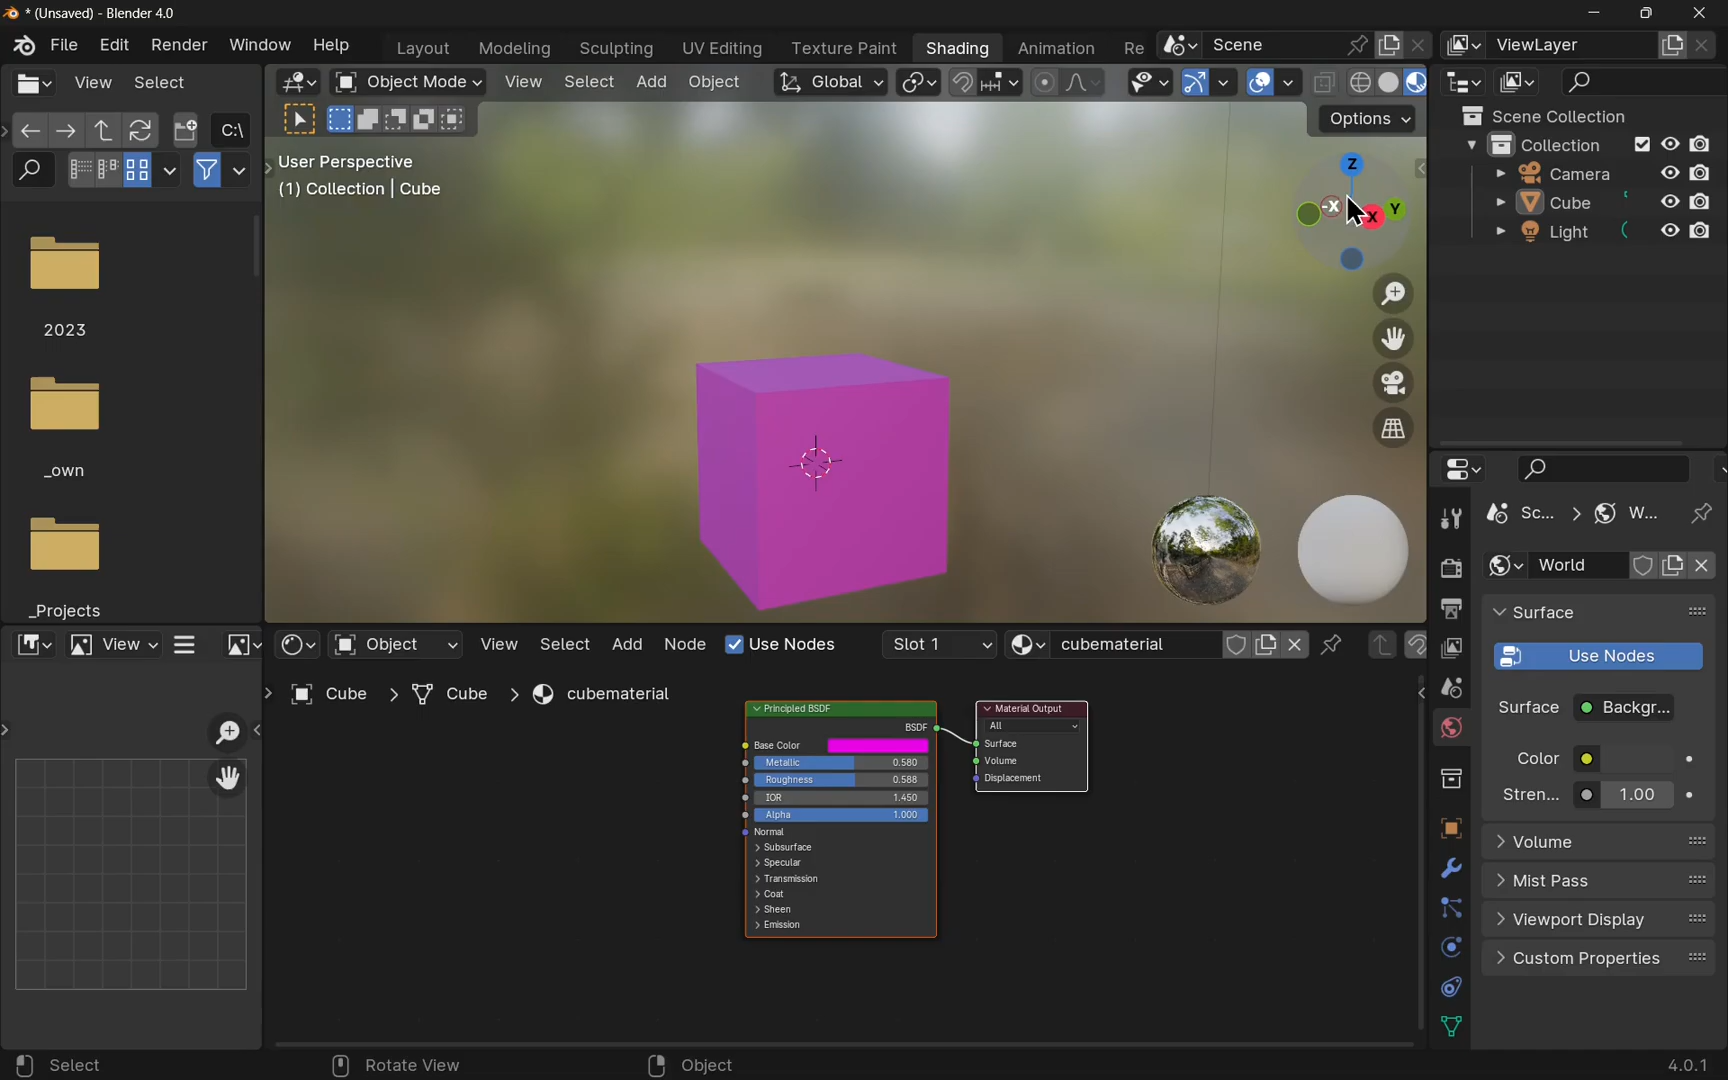 * (Unsaved) - Blender 4.0
File Edit Render Window Help
Layout Modeling Sculpting UV Editing Texture Paint Shading Animation Re
Scene
ViewLayer
View Select
Object Mode View Select Add Object Global
C:\
Options
User Perspective
(1) Collection | Cube
Z
-X X Y
2023
_own
_Projects
Scene Collection
Collection
Camera
Cube
Light
Sc... > W...
World
Surface
Use Nodes
Surface Backgr...
Color
Stren... 1.00
Volume
Mist Pass
Viewport Display
Custom Properties
View
Object View Select Add Node Use Nodes Slot 1 cubematerial
Cube > Cube > cubematerial
Principled BSDF
BSDF
Base Color
Metallic 0.580
Roughness 0.588
IOR 1.450
Alpha 1.000
Normal
Subsurface
Specular
Transmission
Coat
Sheen
Emission
Material Output
All
Surface
Volume
Displacement
Select Rotate View Object 4.0.1